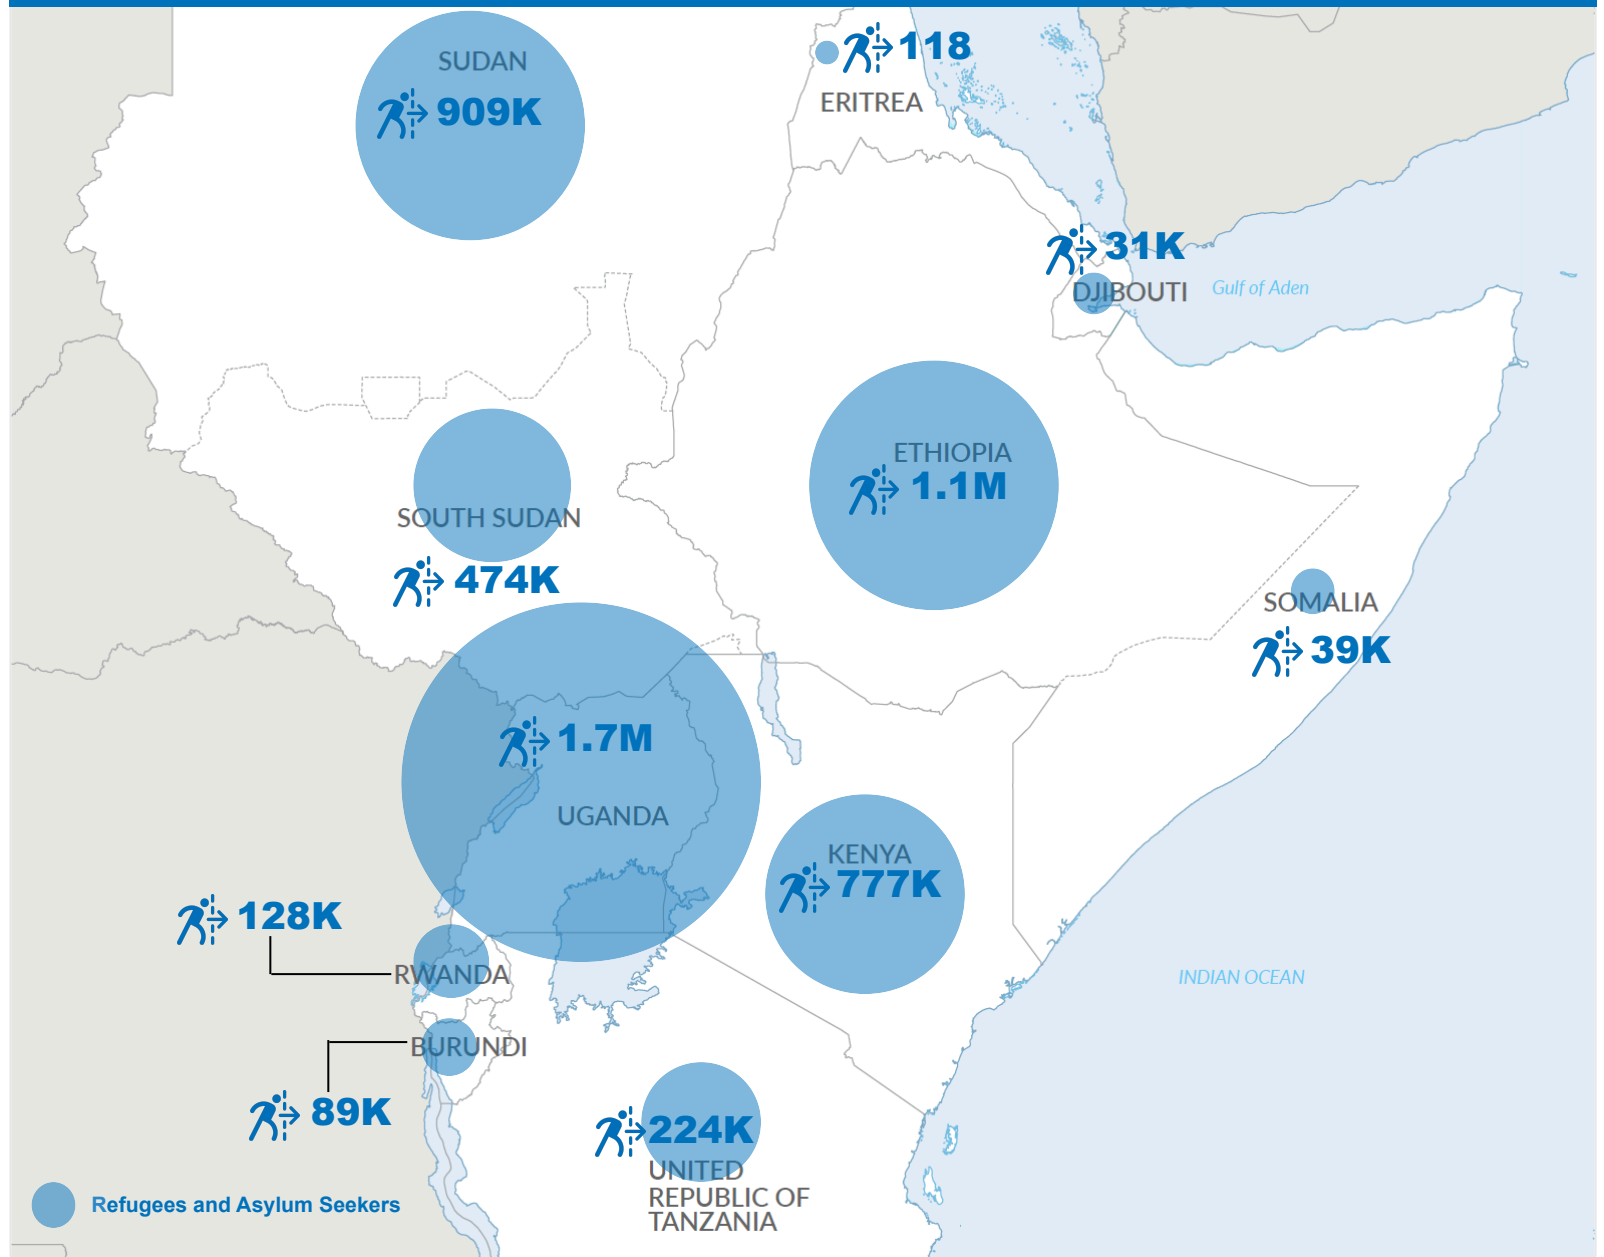 SUDAN
909K
118
ERITREA
31K
DJIBOUTI
Gulf of Aden
ETHIOPIA
1.1M
SOUTH SUDAN
474K
SOMALIA
39K
1.7M
UGANDA
KENYA
777K
128K
RWANDA
INDIAN OCEAN
BURUNDI
89K
224K
UNITED
REPUBLIC OF
TANZANIA
Refugees and Asylum Seekers